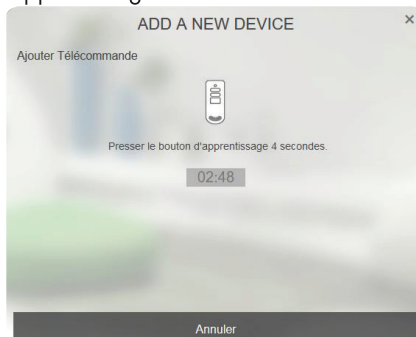 ADD A NEW DEVICE
×
Ajouter Télécommande
Presser le bouton d'apprentissage 4 secondes.
02:48
Annuler